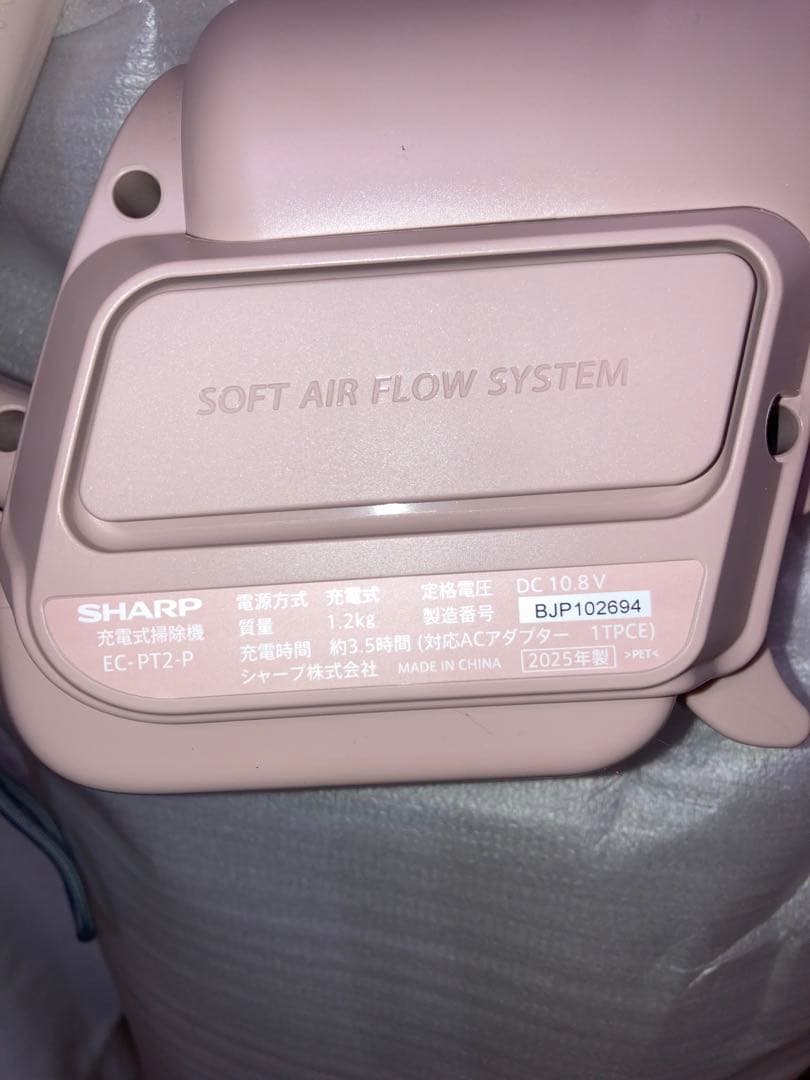 SOFT AIR FLOW SYSTEM
SHARP
充電式掃除機
EC-PT2-P
電源方式 充電式 定格電圧 DC 10.8 V
質量 1.2kg 製造番号 BJP102694
充電時間 約3.5時間 (対応ACアダプター 1TPCE)
シャープ株式会社 MADE IN CHINA 2025年製 >PET<